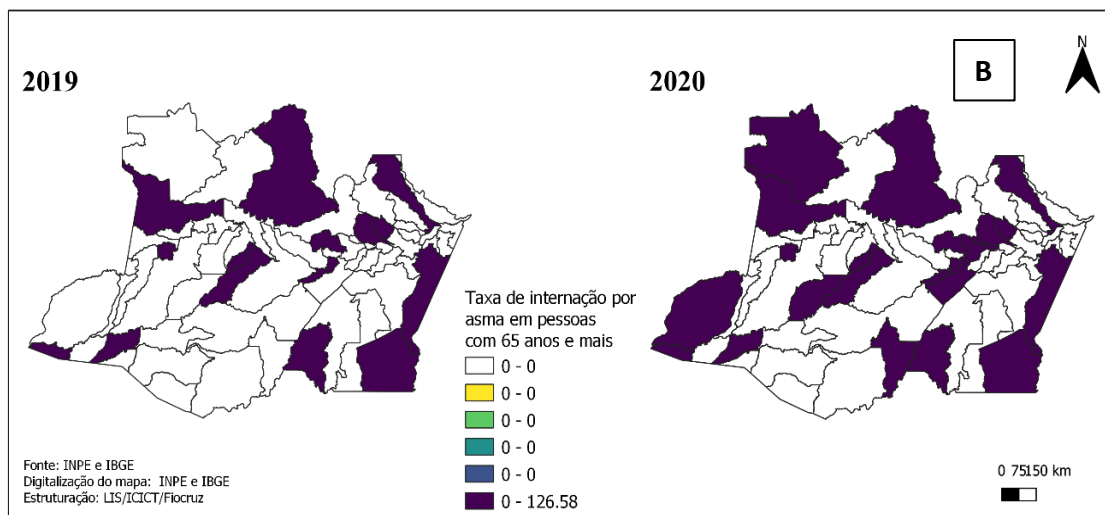 2019
2020
B
N
Taxa de internação por
asma em pessoas
com 65 anos e mais
0 - 0
0 - 0
0 - 0
0 - 0
0 - 0
0 - 126.58
Fonte: INPE e IBGE
Digitalização do mapa: INPE e IBGE
Estruturação: LIS/ICICT/Fiocruz
0 75150 km